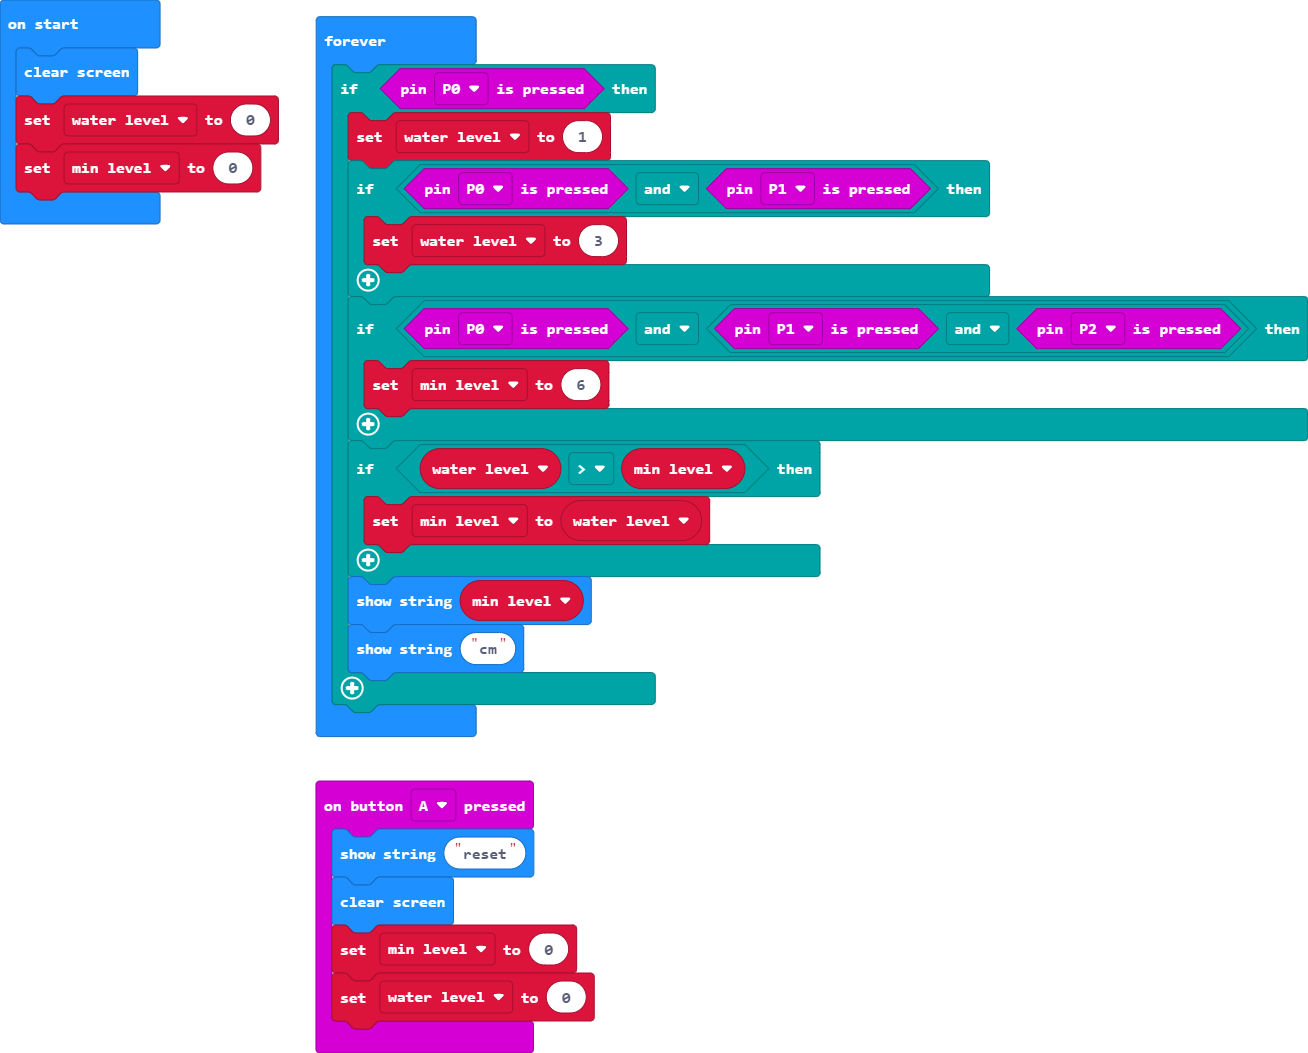 on start
clear screen
set water level to 0
set min level to 0
forever
if pin P0 is pressed then
set water level to 1
if pin P0 is pressed and pin P1 is pressed then
set water level to 3
if pin P0 is pressed and pin P1 is pressed and pin P2 is pressed then
set min level to 6
if water level > min level then
set min level to water level
show string min level
show string "cm"
on button A pressed
show string "reset"
clear screen
set min level to 0
set water level to 0